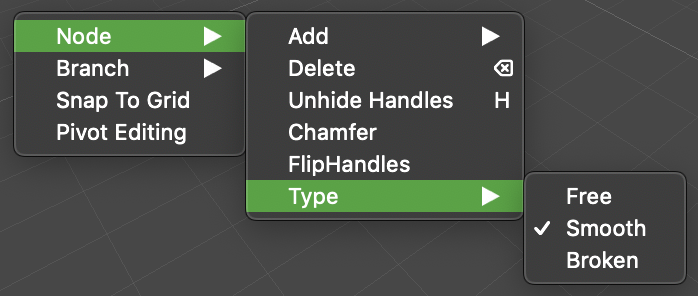 Node
Branch
Snap To Grid
Pivot Editing
Add
Delete
Unhide Handles H
Chamfer
FlipHandles
Type
Free
Smooth
Broken